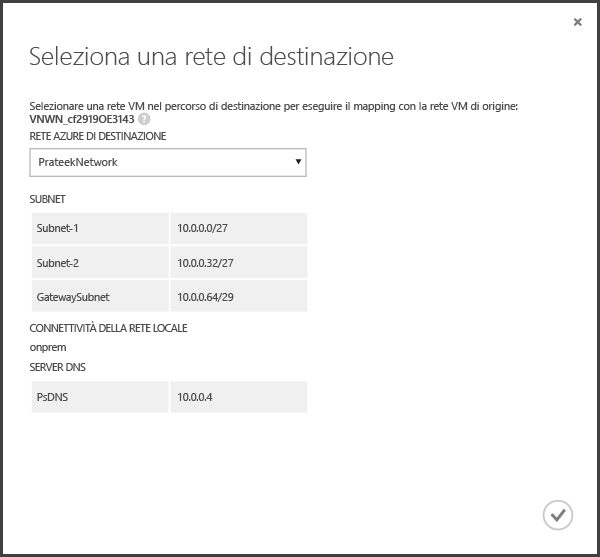 Seleziona una rete di destinazione
Selezionare una rete VM nel percorso di destinazione per eseguire il mapping con la rete VM di origine:
VNWN_cf2919OE3143 ?
RETE AZURE DI DESTINAZIONE
PrateekNetwork
SUBNET
Subnet-1 10.0.0.0/27
Subnet-2 10.0.0.32/27
GatewaySubnet 10.0.0.64/29
CONNETTIVITÀ DELLA RETE LOCALE
onprem
SERVER DNS
PsDNS 10.0.0.4